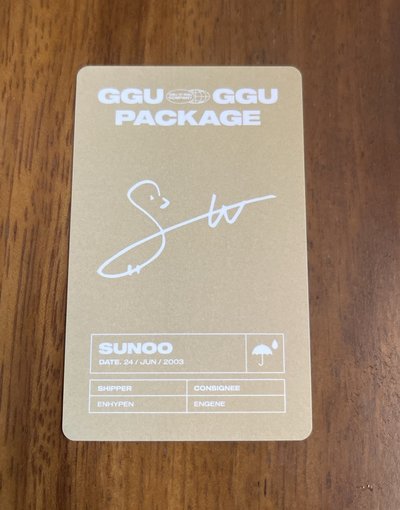 GGU GGU
PACKAGE
SUNOO
DATE. 24 / JUN / 2003
SHIPPER CONSIGNEE
ENHYPEN ENGENE